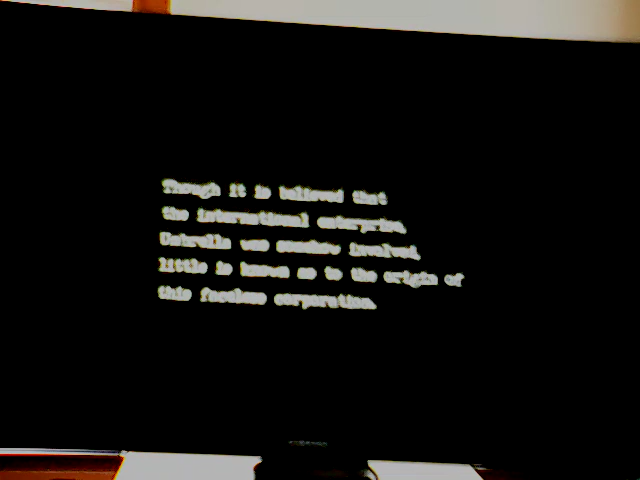 Though it is believed that
the international enterprise,
Umbrella was somehow involved,
little is known as to the origin of
this faceless corporation.